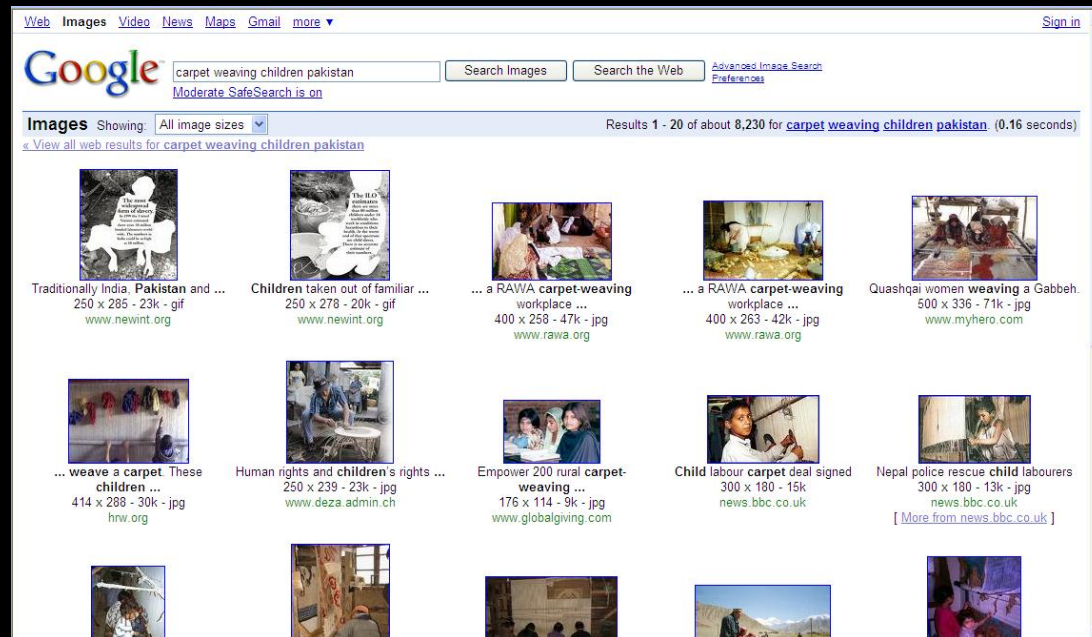 Web Images Video News Maps Gmail more ▼ Sign in
Google carpet weaving children pakistan Search Images Search the Web Advanced Image Search
Preferences
Moderate SafeSearch is on
Images Showing: All image sizes Results 1 - 20 of about 8,230 for carpet weaving children pakistan. (0.16 seconds)
« View all web results for carpet weaving children pakistan
The most
widespread
form of slavery.
The ILO
estimates
Traditionally India, Pakistan and ...
250 x 285 - 23k - gif
www.newint.org
Children taken out of familiar ...
250 x 278 - 20k - gif
www.newint.org
... a RAWA carpet-weaving
workplace ...
400 x 258 - 47k - jpg
www.rawa.org
... a RAWA carpet-weaving
workplace ...
400 x 263 - 42k - jpg
www.rawa.org
Quashqai women weaving a Gabbeh.
500 x 336 - 71k - jpg
www.myhero.com
... weave a carpet. These
children ...
414 x 288 - 30k - jpg
hrw.org
Human rights and children's rights ...
250 x 239 - 23k - jpg
www.deza.admin.ch
Empower 200 rural carpet-
weaving ...
176 x 114 - 9k - jpg
www.globalgiving.com
Child labour carpet deal signed
300 x 180 - 15k
news.bbc.co.uk
Nepal police rescue child labourers
300 x 180 - 13k - jpg
news.bbc.co.uk
[ More from news.bbc.co.uk ]